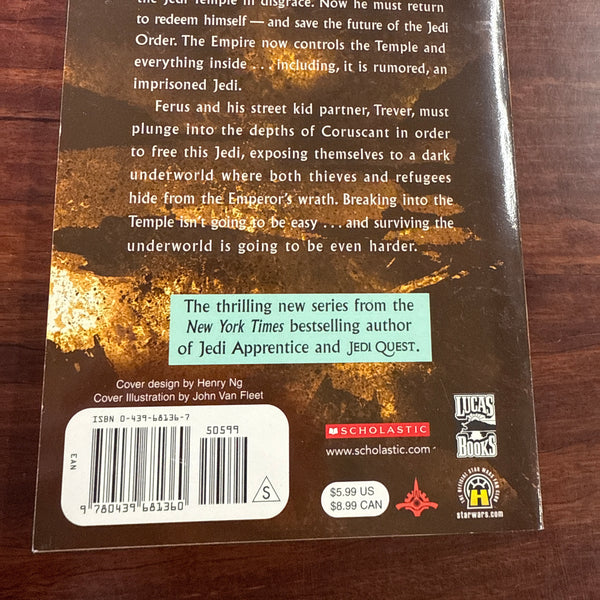 the Jedi Temple in disgrace. Now he must return
to redeem himself — and save the future of the Jedi
Order. The Empire now controls the Temple and
everything inside . . . including, it is rumored, an
imprisoned Jedi.
Ferus and his street kid partner, Trever, must
plunge into the depths of Coruscant in order
to free this Jedi, exposing themselves to a dark
underworld where both thieves and refugees
hide from the Emperor's wrath. Breaking into the
Temple isn't going to be easy . . . and surviving the
underworld is going to be even harder.
The thrilling new series from the
New York Times bestselling author
of Jedi Apprentice and JEDI QUEST.
Cover design by Henry Ng
Cover Illustration by John Van Fleet
ISBN 0-439-68136-7
50599
EAN
S
9 780439 681360
SCHOLASTIC
www.scholastic.com
$5.99 US
$8.99 CAN
LUCAS
BOOKS
H
starwars.com